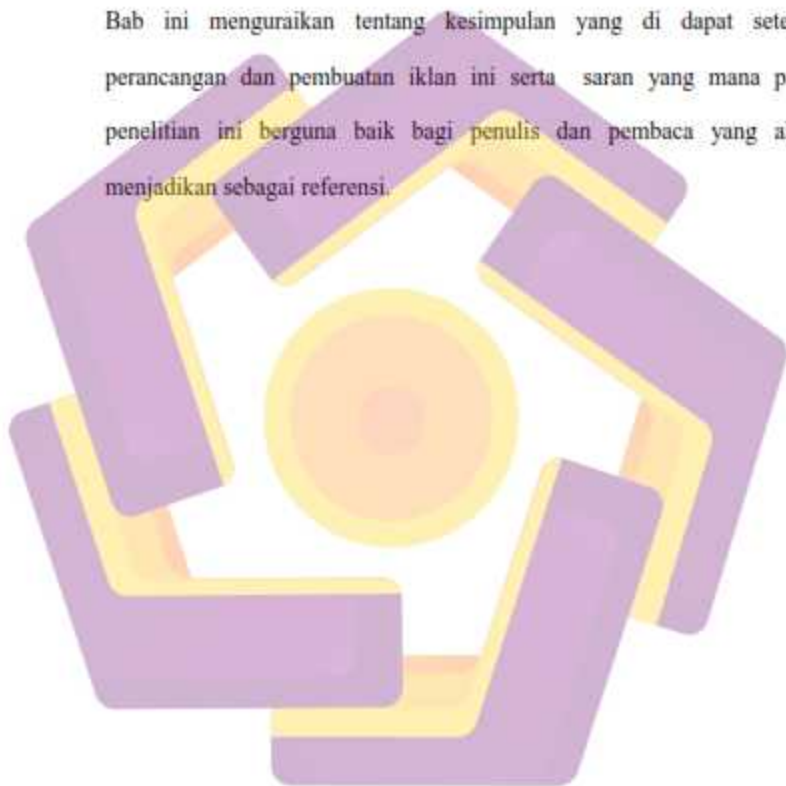 Bab ini menguraikan tentang kesimpulan yang di dapat sete
perancangan dan pembuatan iklan ini serta saran yang mana p
penelitian ini berguna baik bagi penulis dan pembaca yang a
menjadikan sebagai referensi.